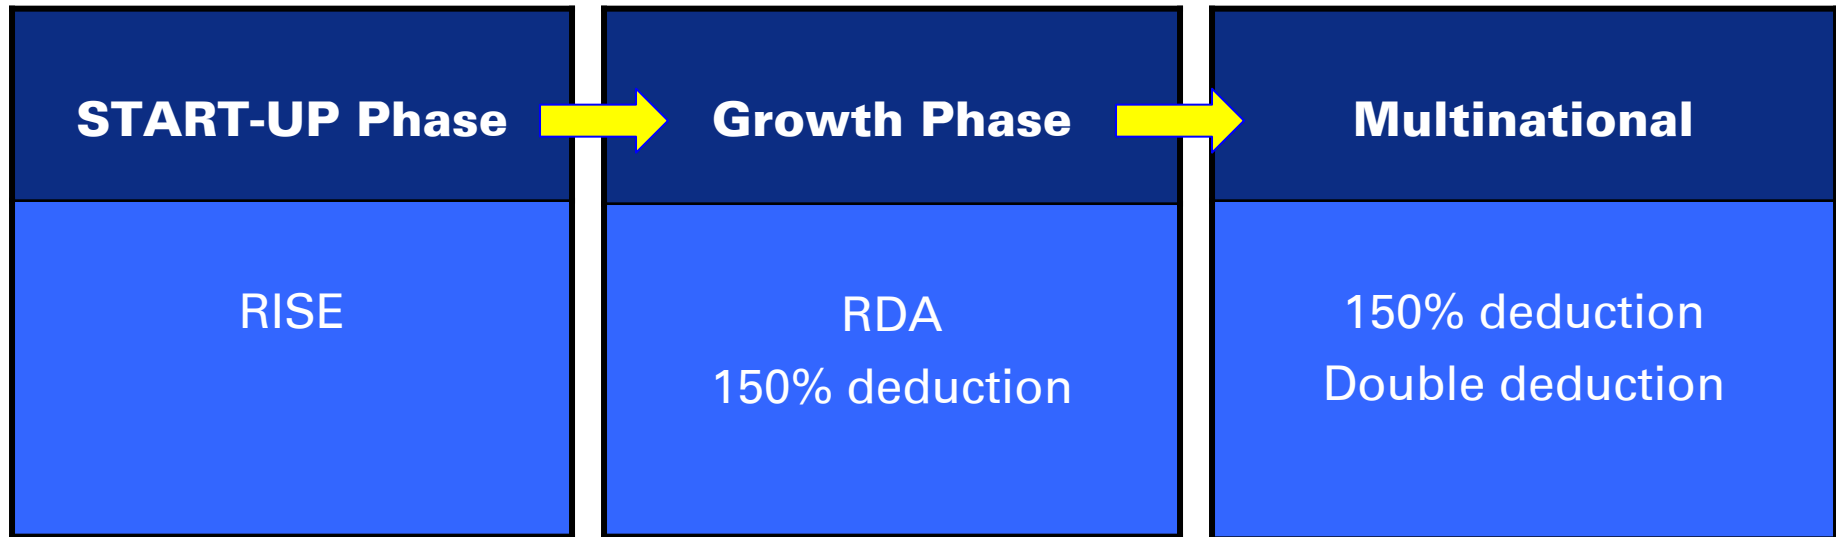 START-UP Phase
RISE
Growth Phase
RDA
150% deduction
Multinational
150% deduction
Double deduction